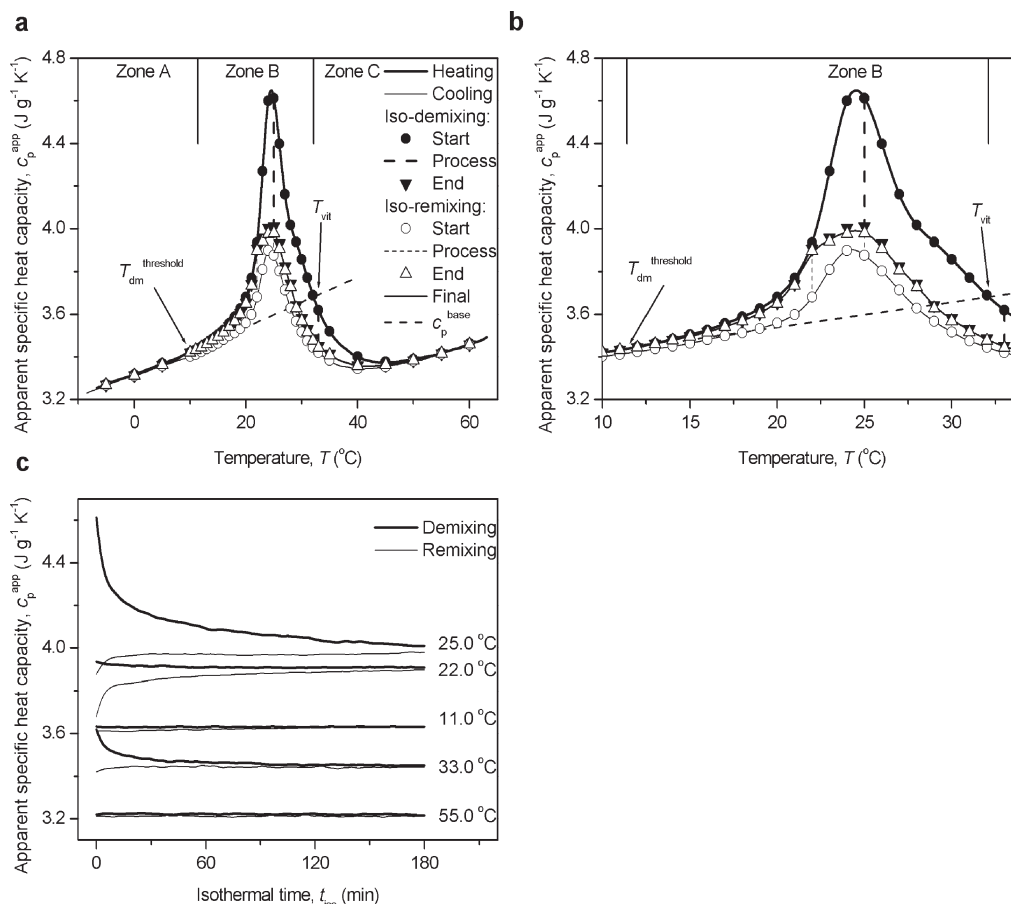 a
4.8
4.4
4.0
3.6
3.2
Apparent specific heat capacity, c_p^app (J g^-1 K^-1)
Zone A
Zone B
Zone C
Heating
Cooling
Iso-demixing:
Start
Process
End
Iso-remixing:
Start
Process
End
Final
c_p^base
T_vit
T_dm^threshold
0
20
40
60
Temperature, T (°C)
b
4.8
4.4
4.0
3.6
3.2
Apparent specific heat capacity, c_p^app (J g^-1 K^-1)
Zone B
T_vit
T_dm^threshold
10
15
20
25
30
Temperature, T (°C)
c
4.4
4.0
3.6
3.2
Apparent specific heat capacity, c_p^app (J g^-1 K^-1)
Demixing
Remixing
25.0 °C
22.0 °C
11.0 °C
33.0 °C
55.0 °C
0
60
120
180
Isothermal time, t_iso (min)